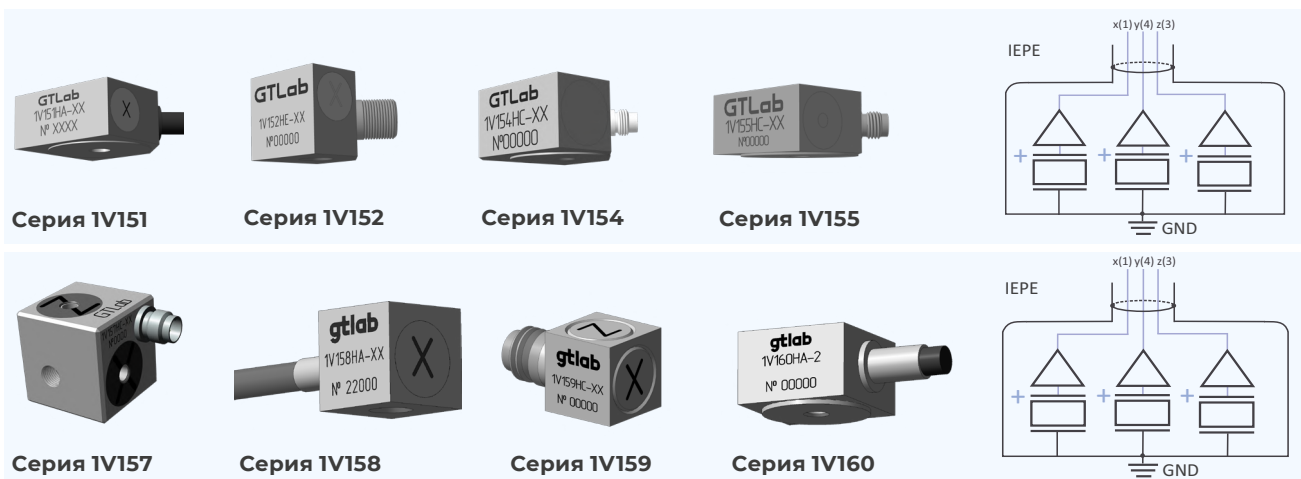 GTLab
1V151HA-XX
№ XXXX
X
Серия 1V151
GTLab
1V152HE-XX
№00000
X
Серия 1V152
GTLab
1V154HC-XX
№00000
Серия 1V154
GTLab
1V155HC-XX
№00000
Серия 1V155
IEPE
x(1) y(4) z(3)
+ + +
GND
Z
GTLab
X
Серия 1V157
gtlab
1V158HA-XX
№ 22000
X
Серия 1V158
Z
gtlab
1V159HC-XX
№ 00000
X
Серия 1V159
gtlab
1V160HA-2
№ 00000
Серия 1V160
IEPE
x(1) y(4) z(3)
+ + +
GND